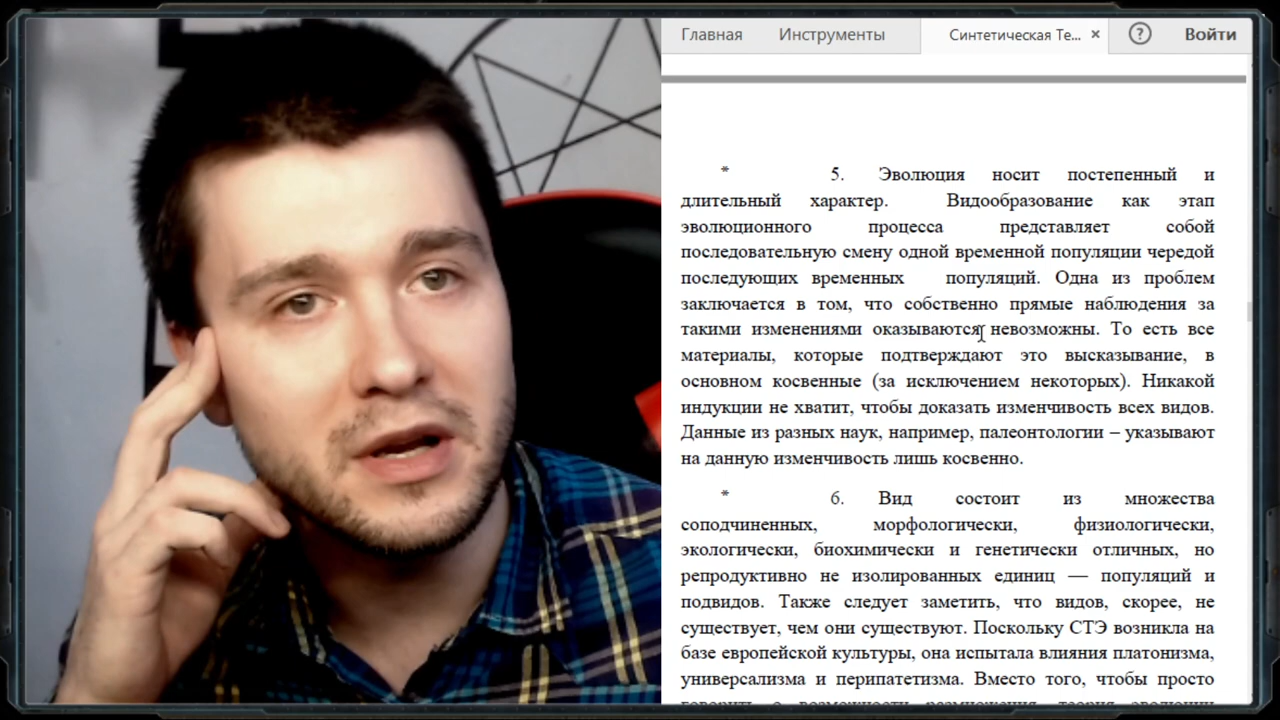 Главная Инструменты Синтетическая Те... × ? Войти
* 5. Эволюция носит постепенный и
длительный характер. Видообразование как этап
эволюционного процесса представляет собой
последовательную смену одной временной популяции чередой
последующих временных популяций. Одна из проблем
заключается в том, что собственно прямые наблюдения за
такими изменениями оказываются невозможны. То есть все
материалы, которые подтверждают это высказывание, в
основном косвенные (за исключением некоторых). Никакой
индукции не хватит, чтобы доказать изменчивость всех видов.
Данные из разных наук, например, палеонтологии – указывают
на данную изменчивость лишь косвенно.
* 6. Вид состоит из множества
соподчиненных, морфологически, физиологически,
экологически, биохимически и генетически отличных, но
репродуктивно не изолированных единиц — популяций и
подвидов. Также следует заметить, что видов, скорее, не
существует, чем они существуют. Поскольку СТЭ возникла на
базе европейской культуры, она испытала влияния платонизма,
универсализма и перипатетизма. Вместо того, чтобы просто